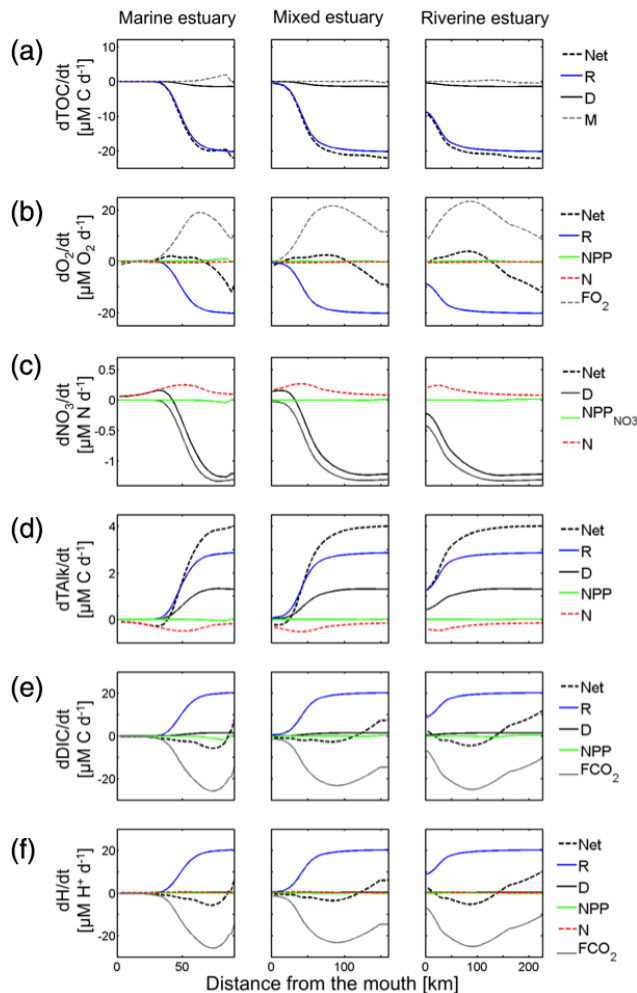 Marine estuary Mixed estuary Riverine estuary
(a)
dTOC/dt
[µM C d⁻¹]
10
0
-10
-20
Net
R
D
M
(b)
dO₂/dt
[µM O₂ d⁻¹]
20
0
-20
Net
R
NPP
N
FO₂
(c)
dNO₃/dt
[µM N d⁻¹]
0.5
0
-0.5
-1
Net
D
NPP_NO3
N
(d)
dTAlk/dt
[µM C d⁻¹]
4
2
0
Net
R
D
NPP
N
(e)
dDIC/dt
[µM C d⁻¹]
20
0
-20
Net
R
D
NPP
FCO₂
(f)
dH/dt
[µM H⁺ d⁻¹]
20
0
-20
Net
R
D
NPP
N
FCO₂
0 50 0 100 0 100 200
Distance from the mouth [km]